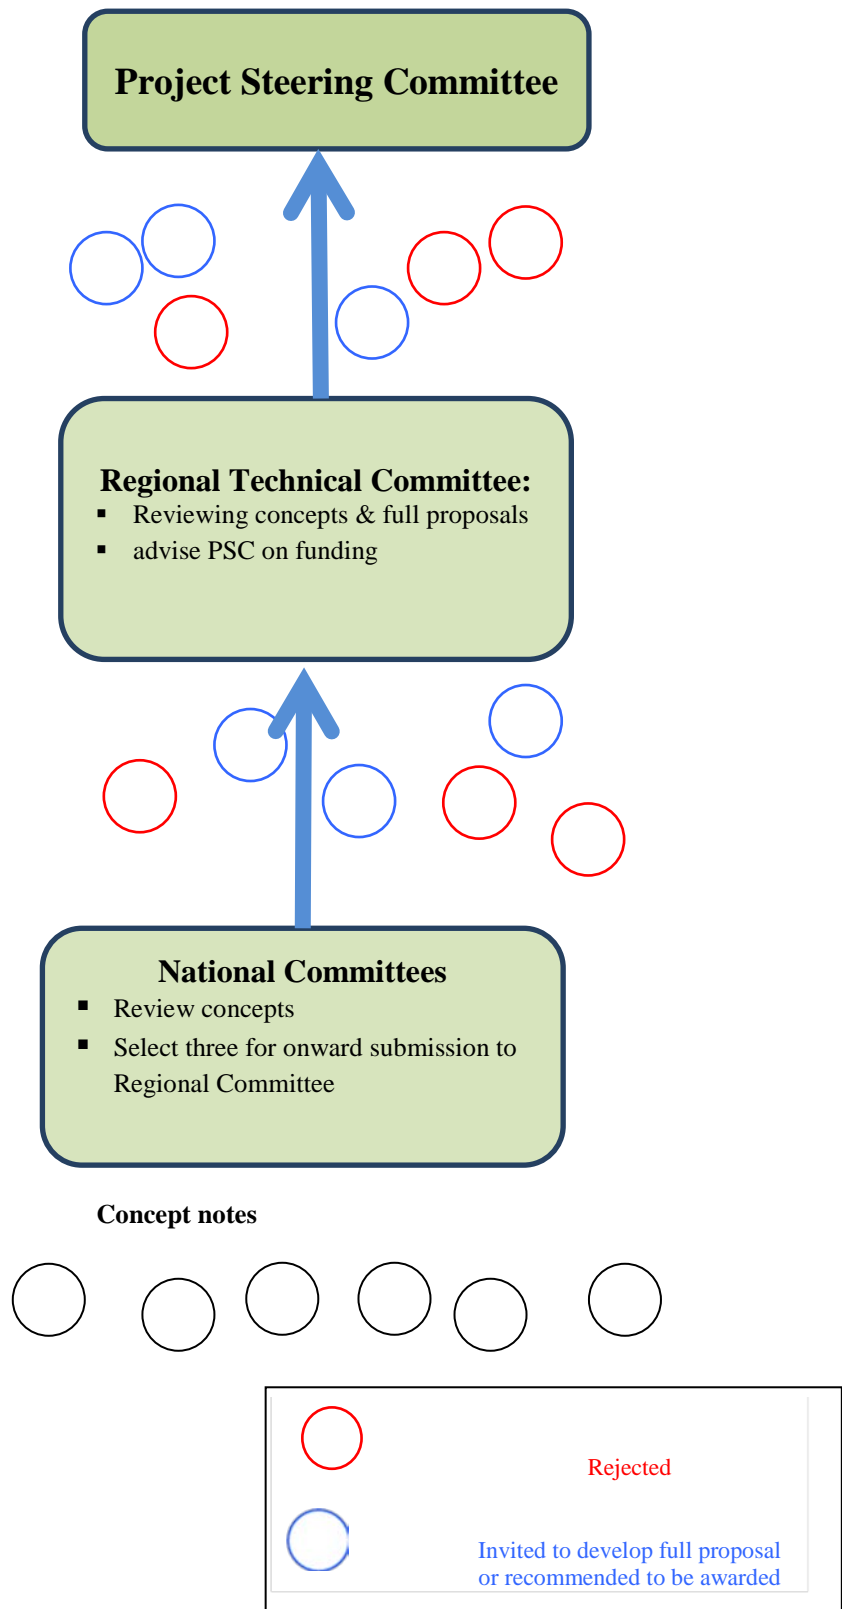 Project Steering Committee
Regional Technical Committee:
▪ Reviewing concepts & full proposals
▪ advise PSC on funding
National Committees
▪ Review concepts
▪ Select three for onward submission to
Regional Committee
Concept notes
Rejected
Invited to develop full proposal
or recommended to be awarded